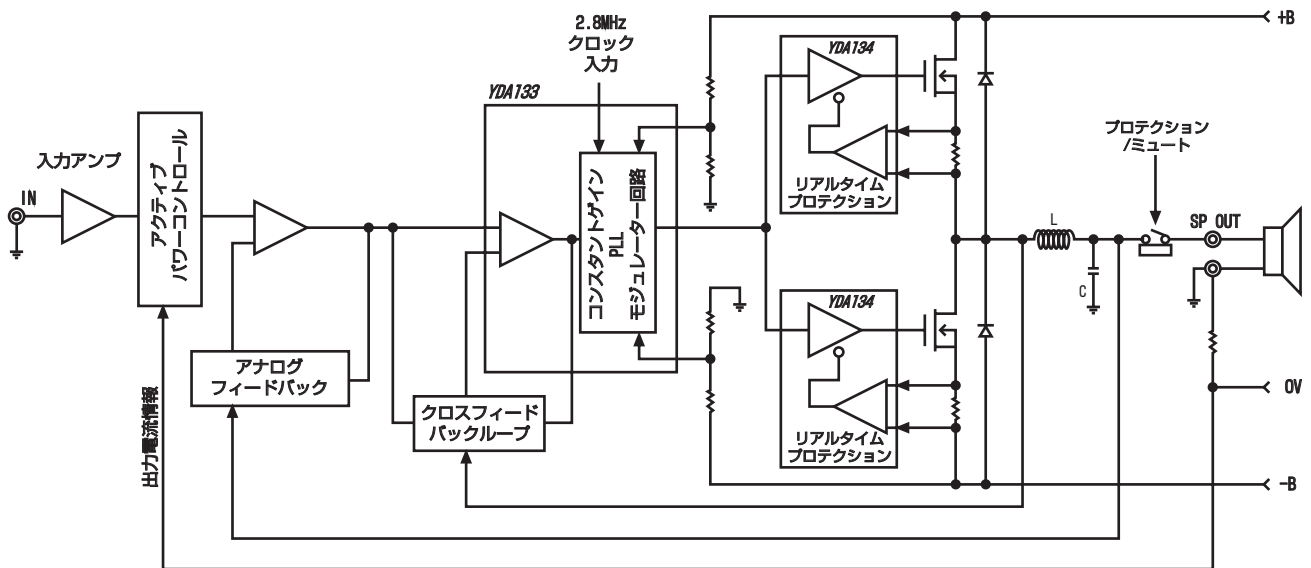 2.8MHz
クロック
入力
+B
YDA134
YDA133
プロテクション
/ミュート
入力アンプ
IN
アクティブ
パワーコントロール
コンスタントゲイン
PLL
モジュレーター回路
リアルタイム
プロテクション
L
SP OUT
C
YDA134
アナログ
フィードバック
0V
出力電流情報
クロスフィード
バックループ
リアルタイム
プロテクション
-B